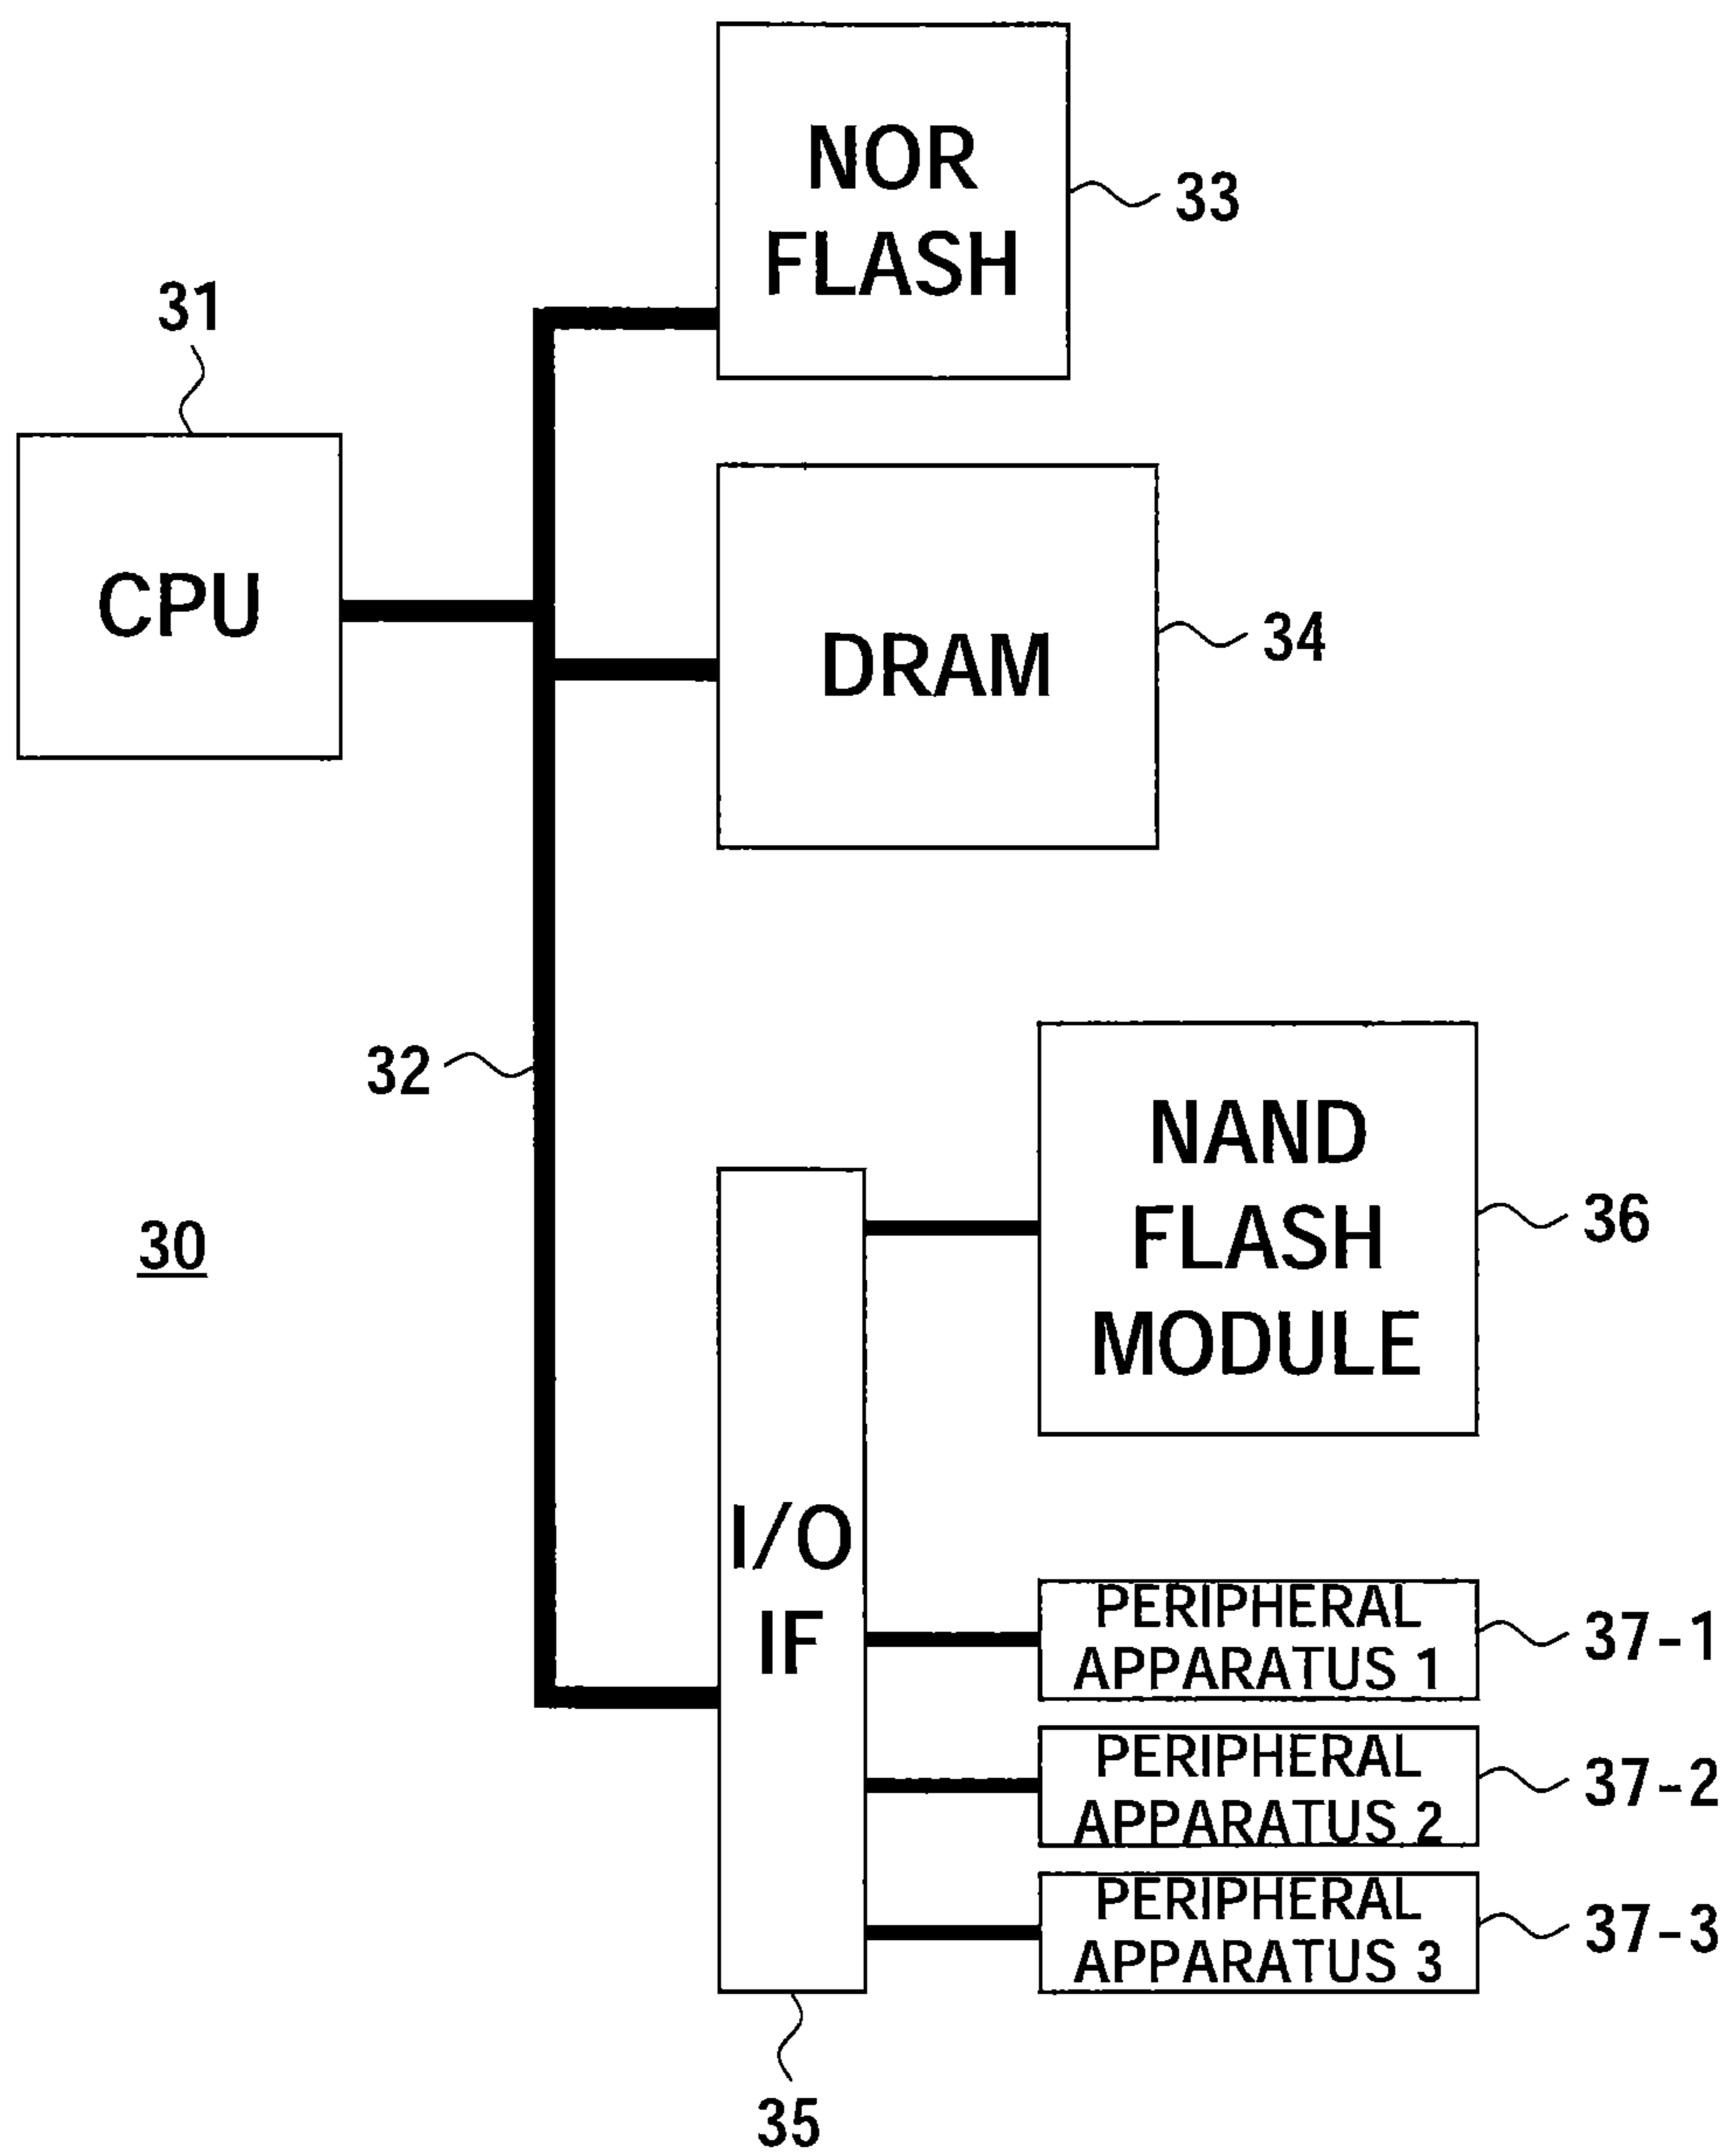 NOR
FLASH
33
31
CPU
DRAM
34
32
NAND
FLASH
MODULE
36
30
I/O
IF
PERIPHERAL
APPARATUS 1
37-1
PERIPHERAL
APPARATUS 2
37-2
PERIPHERAL
APPARATUS 3
37-3
35